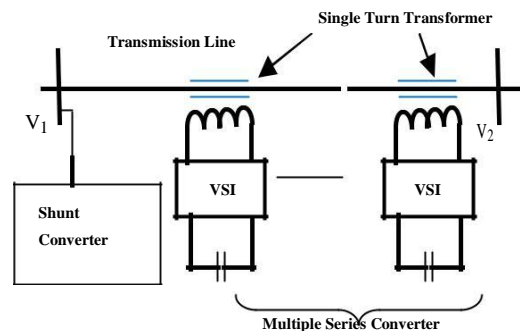 Single Turn Transformer
Transmission Line
V1
V2
VSI
VSI
Shunt
Converter
Multiple Series Converter